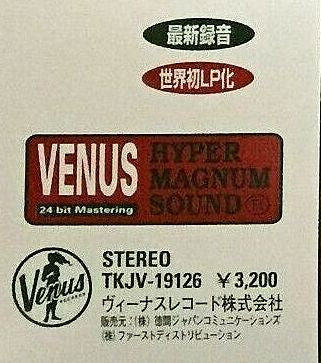 最新録音
世界初LP化
VENUS
24 bit Mastering
HYPER
MAGNUM
SOUND
Venus
RECORDS
STEREO
TKJV-19126 ￥3,200
ヴィーナスレコード株式会社
販売元：(株) 徳間ジャパンコミュニケーションズ
(株) ファーストディストリビューション